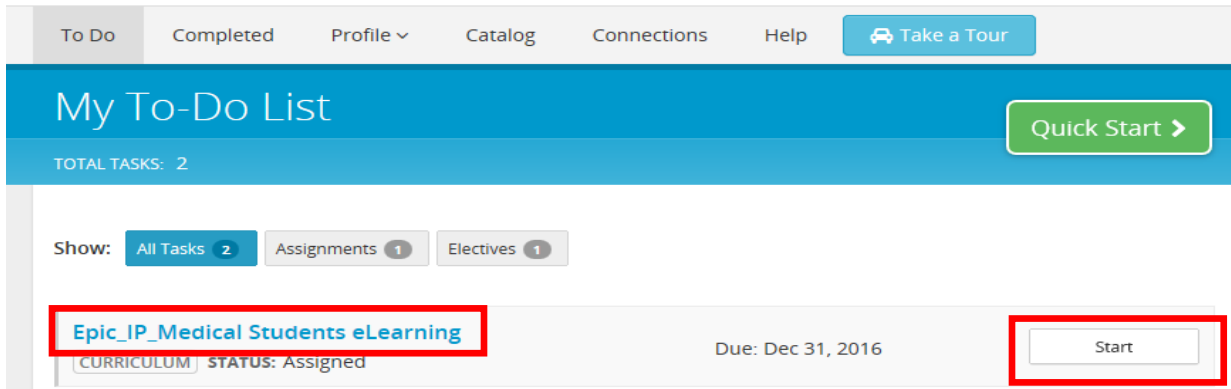 To Do Completed Profile Catalog Connections Help Take a Tour
My To-Do List
Quick Start
TOTAL TASKS: 2
Show: All Tasks 2 Assignments 1 Electives 1
Epic_IP_Medical Students eLearning
CURRICULUM STATUS: Assigned
Due: Dec 31, 2016
Start